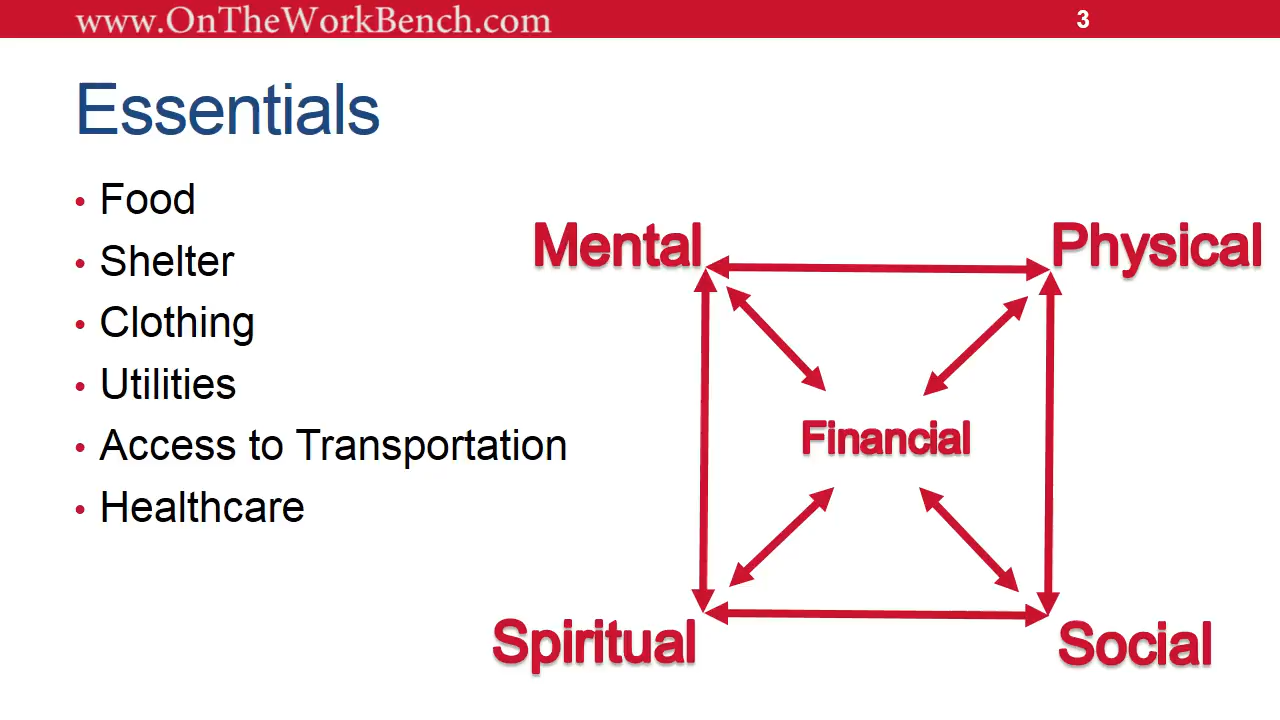 www.OnTheWorkBench.com
3
Essentials
• Food
• Shelter
• Clothing
• Utilities
• Access to Transportation
• Healthcare
Mental
Physical
Financial
Spiritual
Social